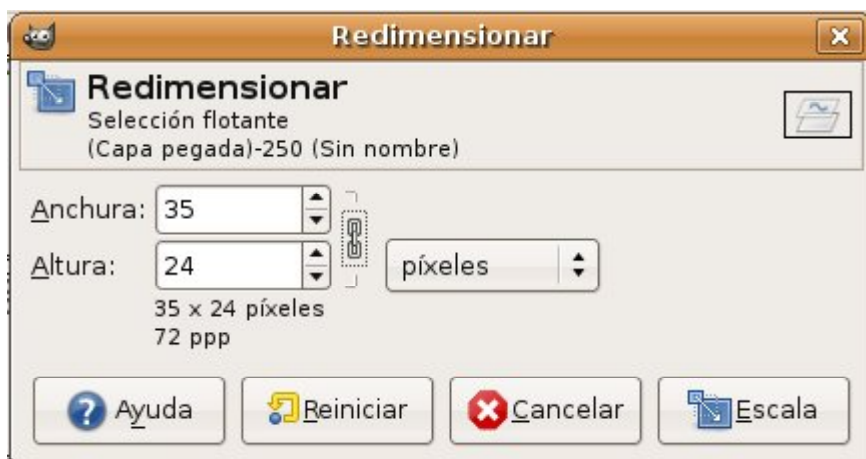 Redimensionar
Redimensionar
Selección flotante
(Capa pegada)-250 (Sin nombre)
Anchura: 35
Altura: 24 píxeles
35 x 24 píxeles
72 ppp
Ayuda Reiniciar Cancelar Escala